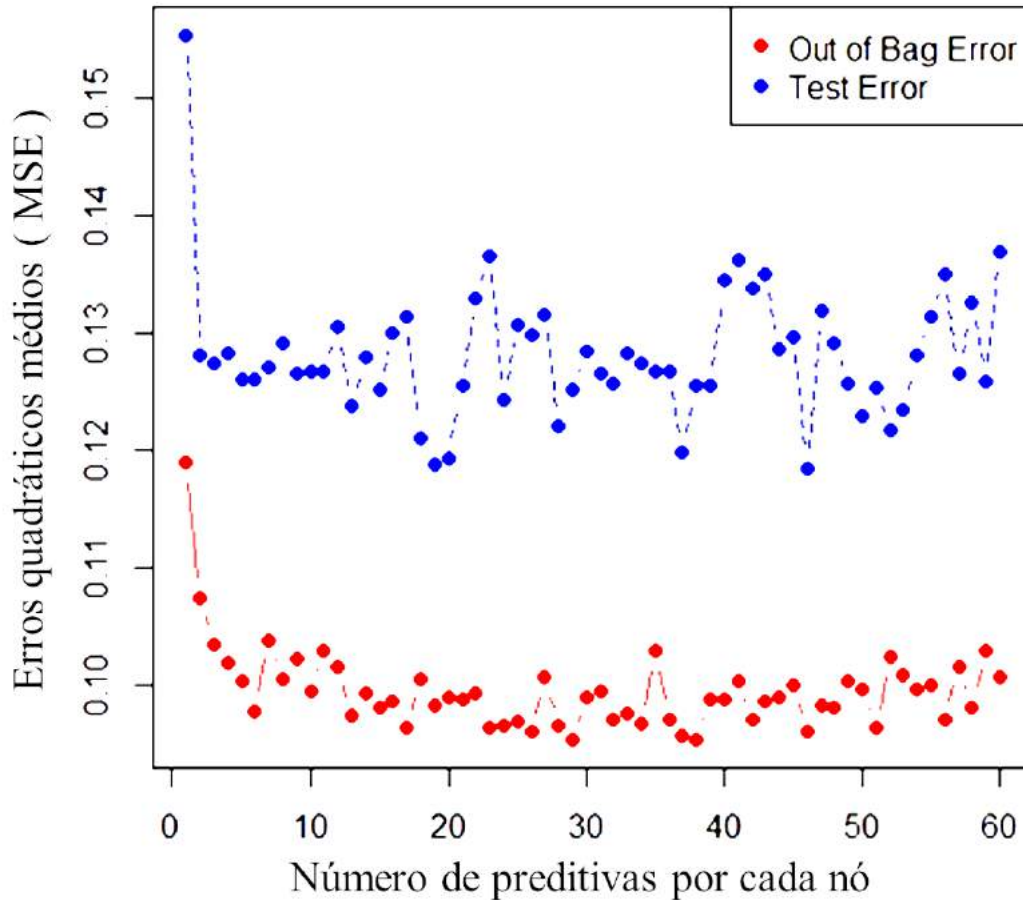 Out of Bag Error
Test Error
Erros quadráticos médios ( MSE )
0.15
0.14
0.13
0.12
0.11
0.10
0 10 20 30 40 50 60
Número de preditivas por cada nó